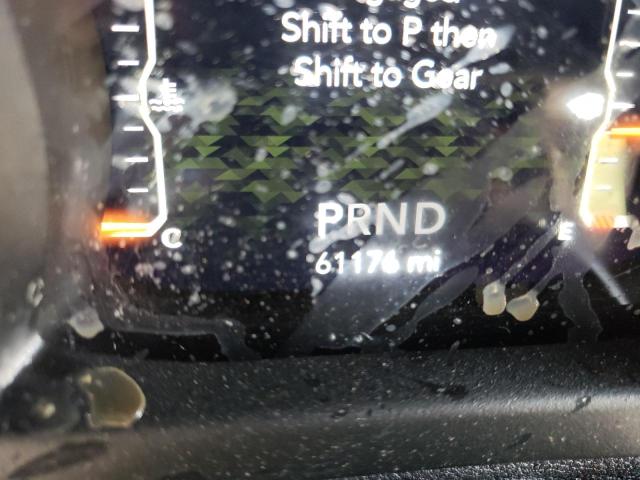 Shift to P then
Shift to Gear
PRND
61176 mi
C
E